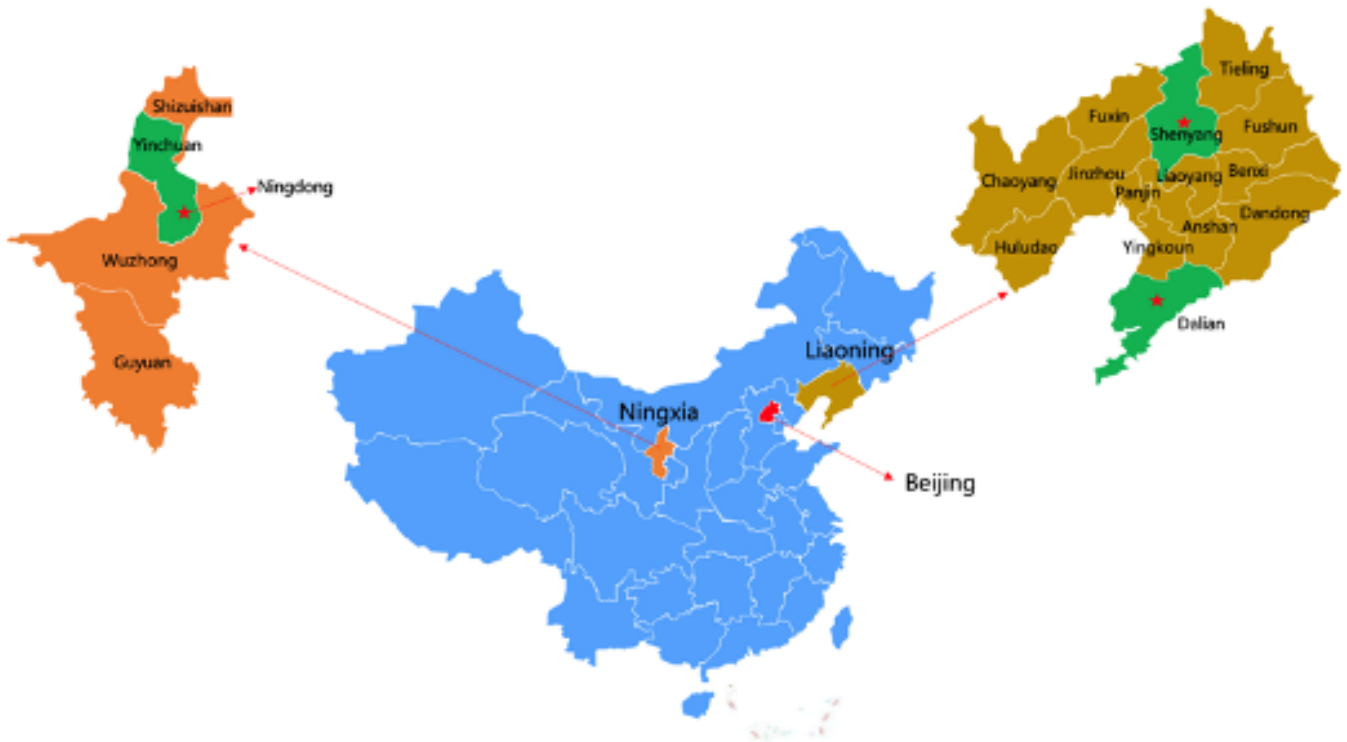 Shizuishan
Yinchuan
Ningdong
Wuzhong
Guyuan
Ningxia
Liaoning
Beijing
Tieling
Fuxin
Shenyang
Fushun
Chaoyang
Jinzhou
Liaoyang
Benxi
Panjin
Dandong
Anshan
Huludao
Yingkoun
Dalian